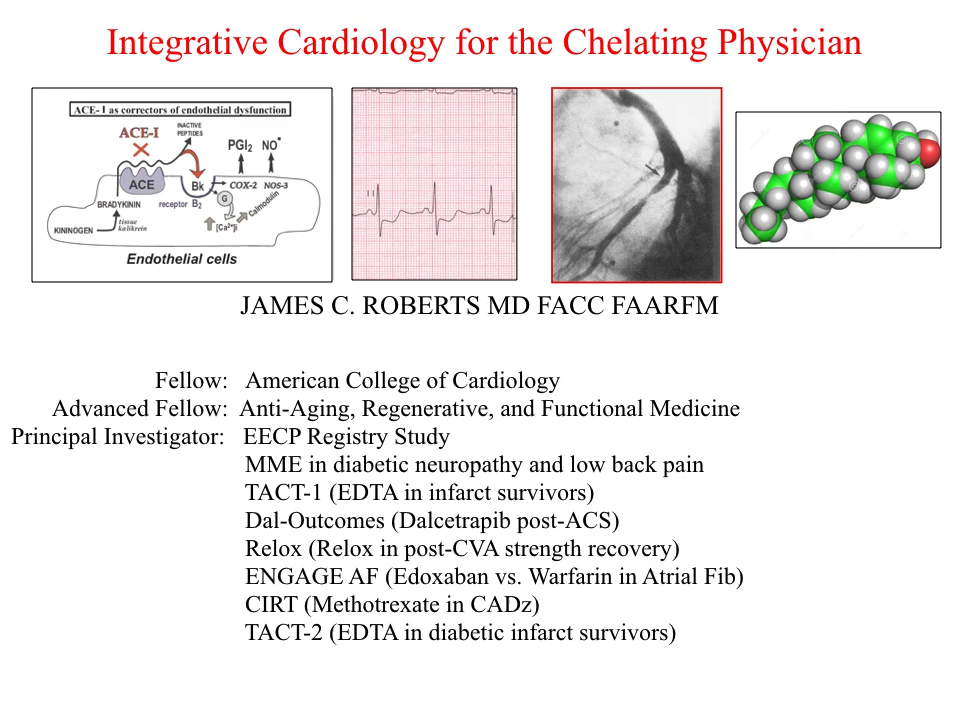 Integrative Cardiology for the Chelating Physician
ACE- I as correctors of endothelial dysfunction
ACE-I
INACTIVE
PEPTIDES
PGI2 NO•
ACE
Bk
COX-2 NOS-3
BRADYKININ
receptor B2
G
Calmodulin
tissue
kalikrein
KININOGEN
[Ca2+]i
Endothelial cells
JAMES C. ROBERTS MD FACC FAARFM
Fellow: American College of Cardiology
Advanced Fellow: Anti-Aging, Regenerative, and Functional Medicine
Principal Investigator: EECP Registry Study
MME in diabetic neuropathy and low back pain
TACT-1 (EDTA in infarct survivors)
Dal-Outcomes (Dalcetrapib post-ACS)
Relox (Relox in post-CVA strength recovery)
ENGAGE AF (Edoxaban vs. Warfarin in Atrial Fib)
CIRT (Methotrexate in CADz)
TACT-2 (EDTA in diabetic infarct survivors)